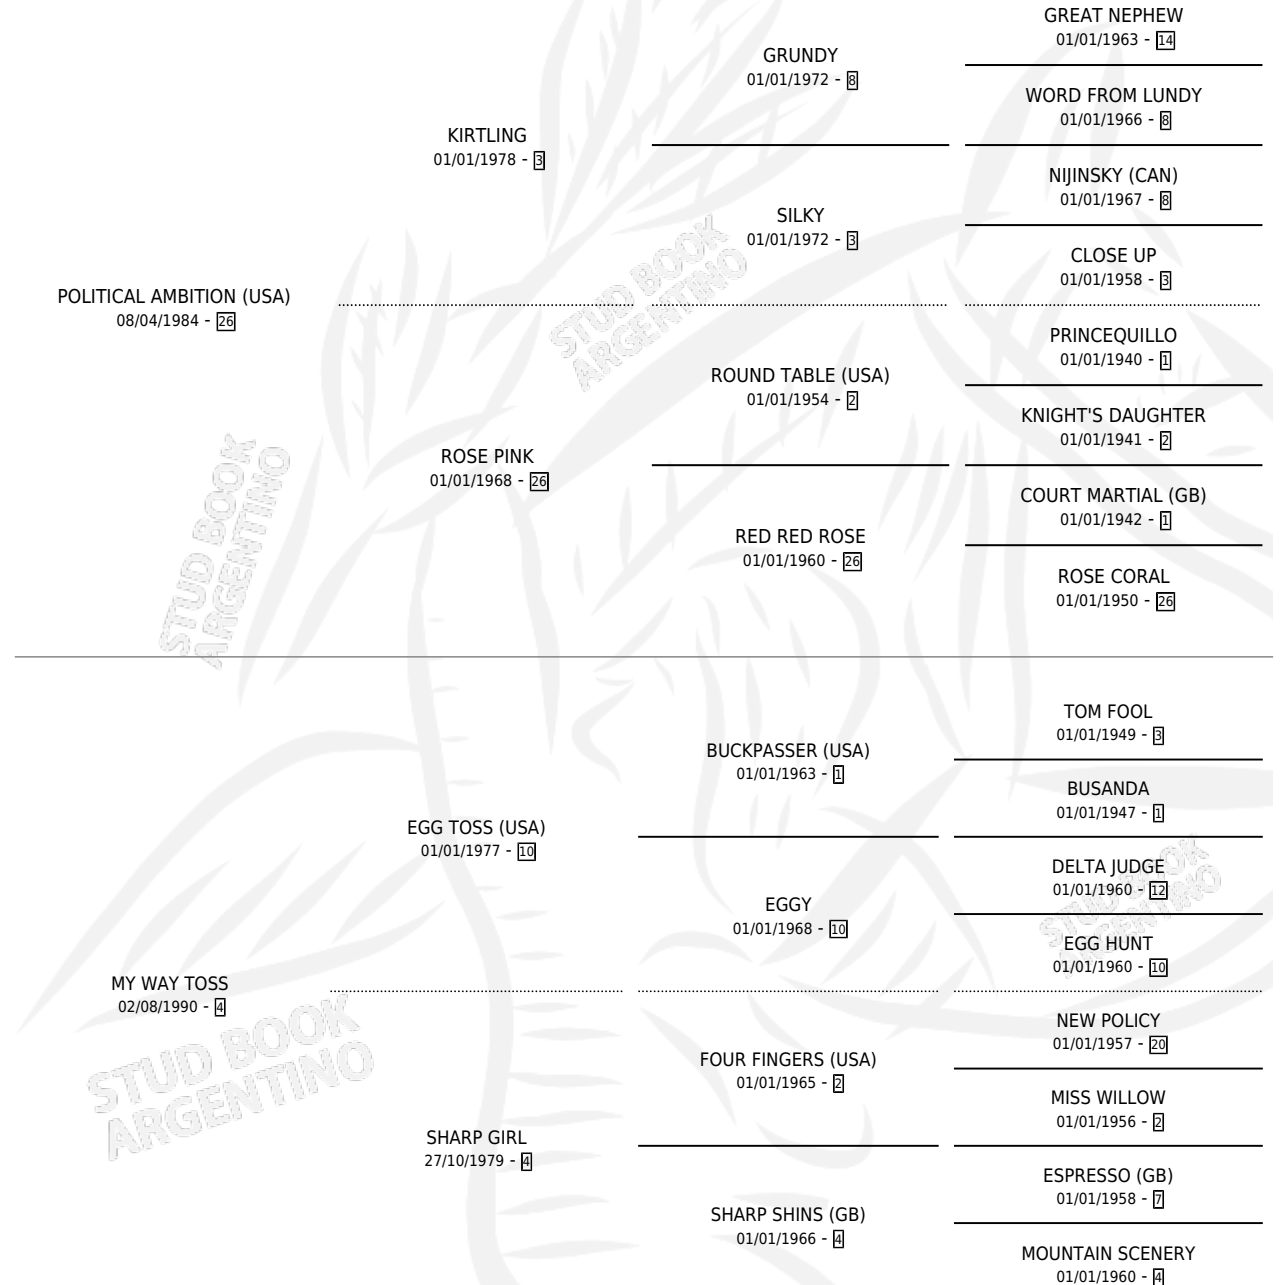 GREAT NEPHEW
01/01/1963 - 14
GRUNDY
01/01/1972 - 8
WORD FROM LUNDY
01/01/1966 - 8
KIRTLING
01/01/1978 - 3
NIJINSKY (CAN)
01/01/1967 - 8
SILKY
01/01/1972 - 3
CLOSE UP
01/01/1958 - 3
POLITICAL AMBITION (USA)
08/04/1984 - 26
PRINCEQUILLO
01/01/1940 - 1
ROUND TABLE (USA)
01/01/1954 - 2
KNIGHT'S DAUGHTER
01/01/1941 - 2
ROSE PINK
01/01/1968 - 26
COURT MARTIAL (GB)
01/01/1942 - 1
RED RED ROSE
01/01/1960 - 26
ROSE CORAL
01/01/1950 - 26
TOM FOOL
01/01/1949 - 3
BUCKPASSER (USA)
01/01/1963 - 1
BUSANDA
01/01/1947 - 1
EGG TOSS (USA)
01/01/1977 - 10
DELTA JUDGE
01/01/1960 - 12
EGGY
01/01/1968 - 10
EGG HUNT
01/01/1960 - 10
MY WAY TOSS
02/08/1990 - 4
NEW POLICY
01/01/1957 - 20
FOUR FINGERS (USA)
01/01/1965 - 2
MISS WILLOW
01/01/1956 - 2
SHARP GIRL
27/10/1979 - 4
ESPRESSO (GB)
01/01/1958 - 7
SHARP SHINS (GB)
01/01/1966 - 4
MOUNTAIN SCENERY
01/01/1960 - 4
STUD BOOK
ARGENTINO
STUD BOOK
ARGENTINO
STUD BOOK
ARGENTINO
STUD BOOK
ARGENTINO